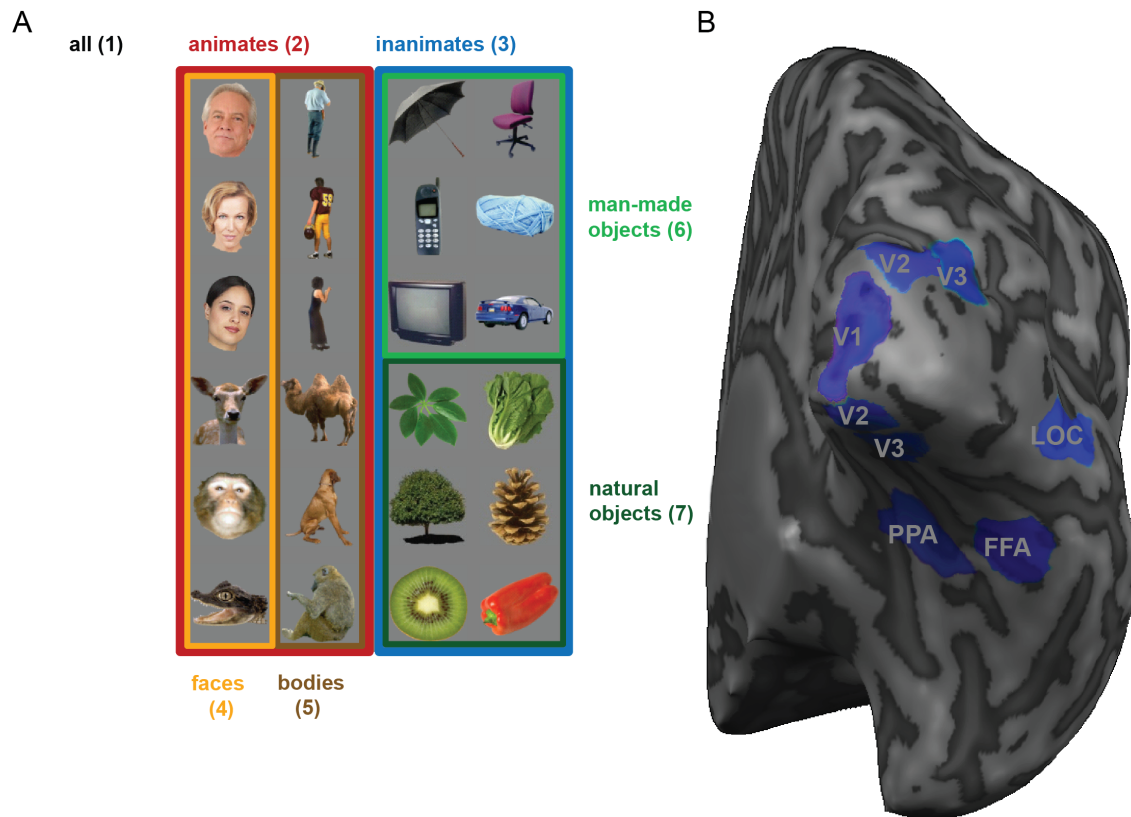 A
B
all (1)
animates (2)
inanimates (3)
59
man-made
objects (6)
natural
objects (7)
faces
(4)
bodies
(5)
V2
V3
V1
V2
V3
LOC
PPA
FFA